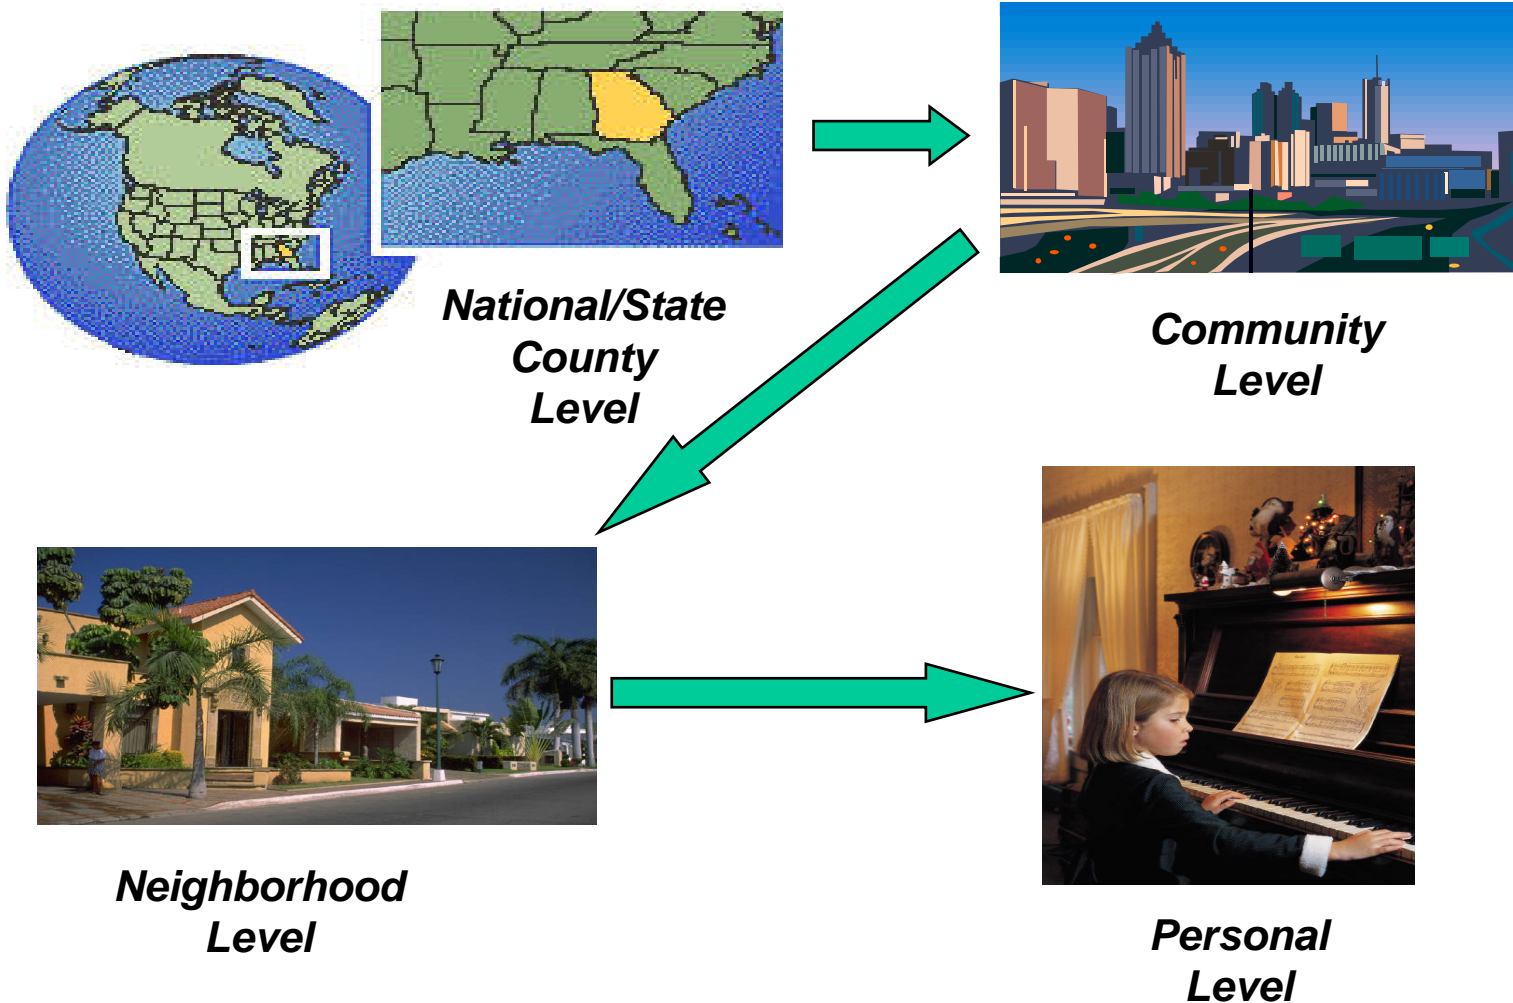 National/State
County
Level
Community
Level
Neighborhood
Level
Personal
Level